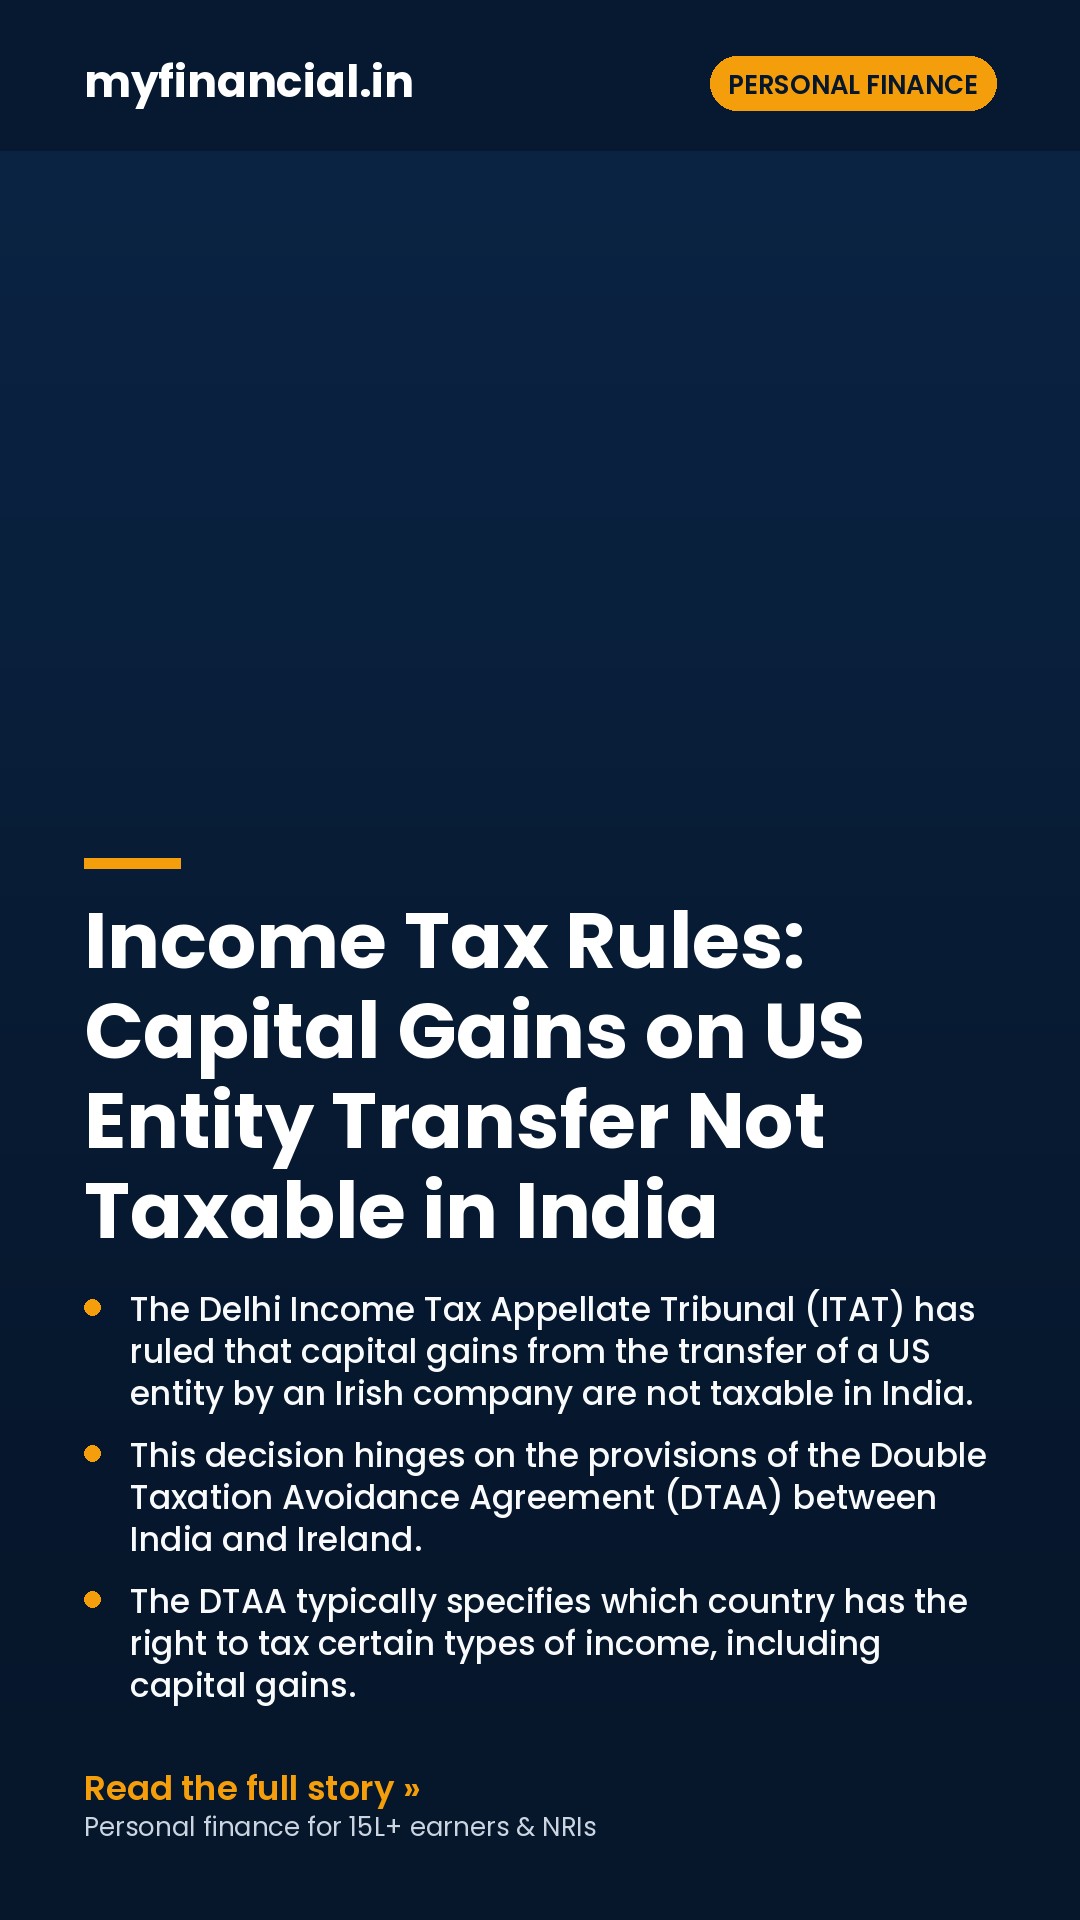 myfinancial.in
PERSONAL FINANCE
Income Tax Rules:
Capital Gains on US
Entity Transfer Not
Taxable in India
The Delhi Income Tax Appellate Tribunal (ITAT) has
ruled that capital gains from the transfer of a US
entity by an Irish company are not taxable in India.
This decision hinges on the provisions of the Double
Taxation Avoidance Agreement (DTAA) between
India and Ireland.
The DTAA typically specifies which country has the
right to tax certain types of income, including
capital gains.
Read the full story »
Personal finance for 15L+ earners & NRIs